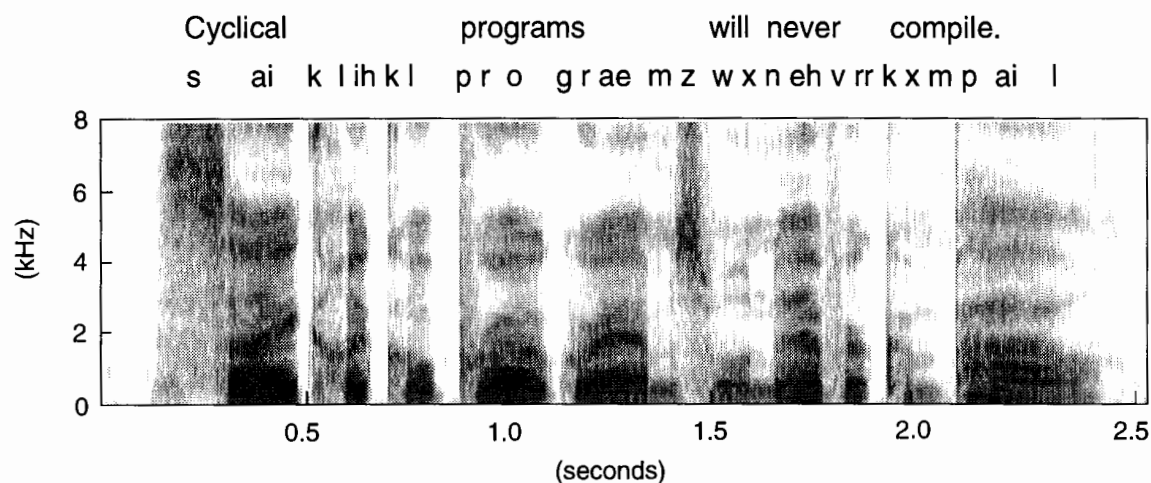 Cyclical programs will never compile.
s ai k l ih k l p r o g r ae m z w x n eh v rr k x m p ai l
8
6
4
2
0
(kHz)
0.5 1.0 1.5 2.0 2.5
(seconds)